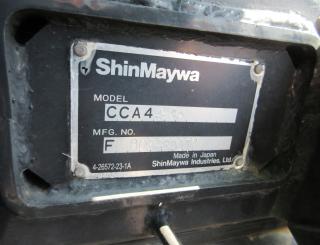 ShinMaywa
MODEL
CCA4
MFG. NO.
F
Made in Japan
4-26572-23-1A
ShinMaywa Industries, Ltd.